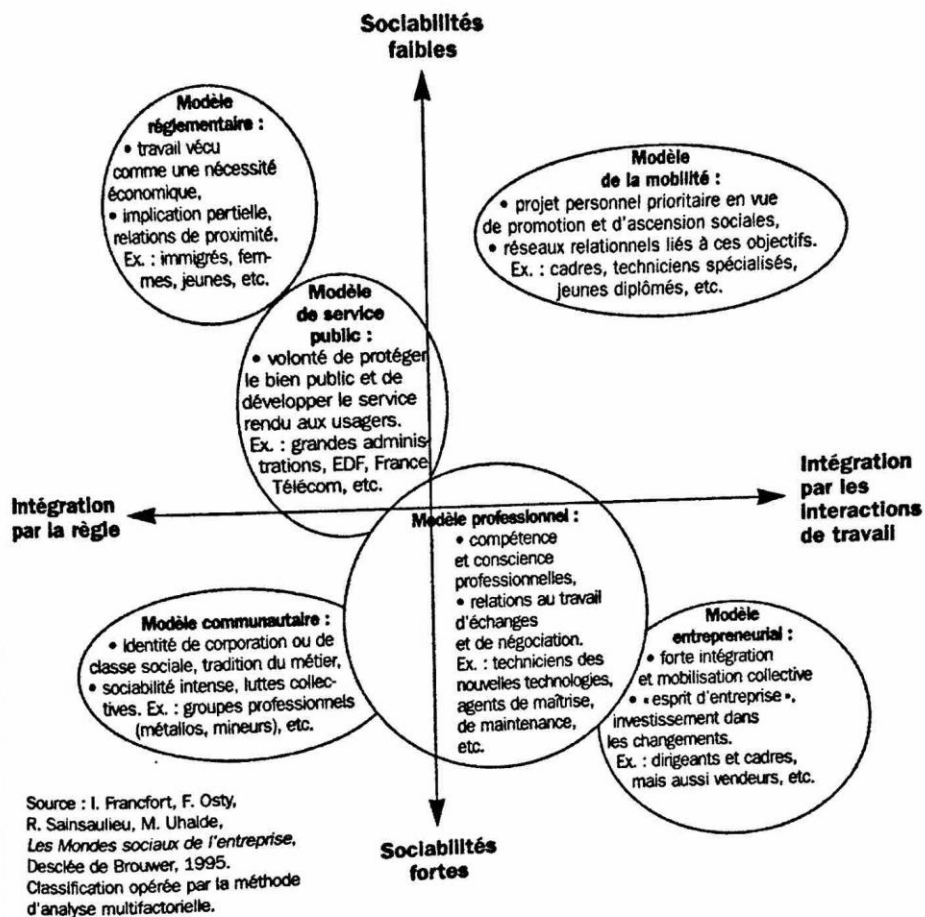 Sociabilités
faibles
Modèle
réglementaire :
• travail vécu
comme une nécessité
économique,
• implication pertielle,
relations de proximité.
Ex. : immigrés, fem-
mes, jeunes, etc.
Modèle
de la mobilité :
• projet personnel prioritaire en vue
de promotion et d'ascension sociales,
• réseaux relationnels liés à ces objectifs.
Ex. : cadres, techniciens spécialisés,
jeunes diplômés, etc.
Modèle
de service
public :
• volonté de protéger
le bien public et de
développer le service
rendu aux usagers.
Ex. : grandes adminis-
trations, EDF, France
Télécom, etc.
Intégration
par la règle
Intégration
par les
interactions
de travail
Modèle professionnel :
• compétence
et conscience
professionnelles,
• relations au travail
d'échanges
et de négociation.
Ex. : techniciens des
nouvelles technologies,
agents de maîtrise,
de maintenance,
etc.
Modèle communautaire :
• Identité de corporation ou de
classe sociale, tradition du métier,
• sociabilité intense, luttes collec-
tives. Ex. : groupes professionnels
(métallos, mineurs), etc.
Modèle
entrepreneurial :
• forte intégration
et mobilisation collective
• « esprit d'entreprise »,
investissement dans
les changements.
Ex. : dirigeants et cadres,
mais aussi vendeurs, etc.
Sociabilités
fortes
Source : I. Francfort, F. Osty,
R. Sainsaulieu, M. Uhalde,
Les Mondes sociaux de l'entreprise,
Desclée de Brouwer, 1995.
Classification opérée par la méthode
d'analyse multifactorielle.